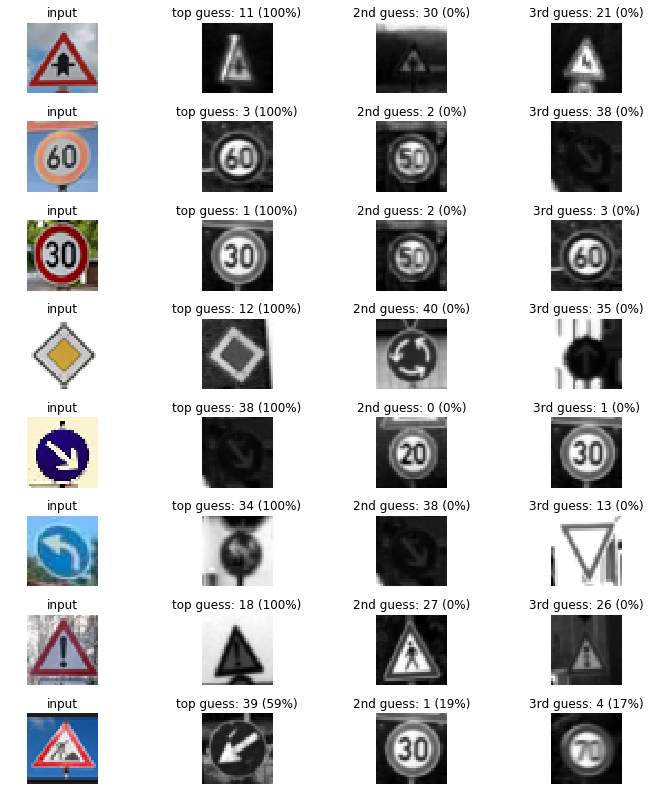 input top guess: 11 (100%) 2nd guess: 30 (0%) 3rd guess: 21 (0%)
input top guess: 3 (100%) 2nd guess: 2 (0%) 3rd guess: 38 (0%)
60 60 50
input top guess: 1 (100%) 2nd guess: 2 (0%) 3rd guess: 3 (0%)
30 30 50 60
input top guess: 12 (100%) 2nd guess: 40 (0%) 3rd guess: 35 (0%)
input top guess: 38 (100%) 2nd guess: 0 (0%) 3rd guess: 1 (0%)
20 30
input top guess: 34 (100%) 2nd guess: 38 (0%) 3rd guess: 13 (0%)
input top guess: 18 (100%) 2nd guess: 27 (0%) 3rd guess: 26 (0%)
! !
input top guess: 39 (59%) 2nd guess: 1 (19%) 3rd guess: 4 (17%)
30 70